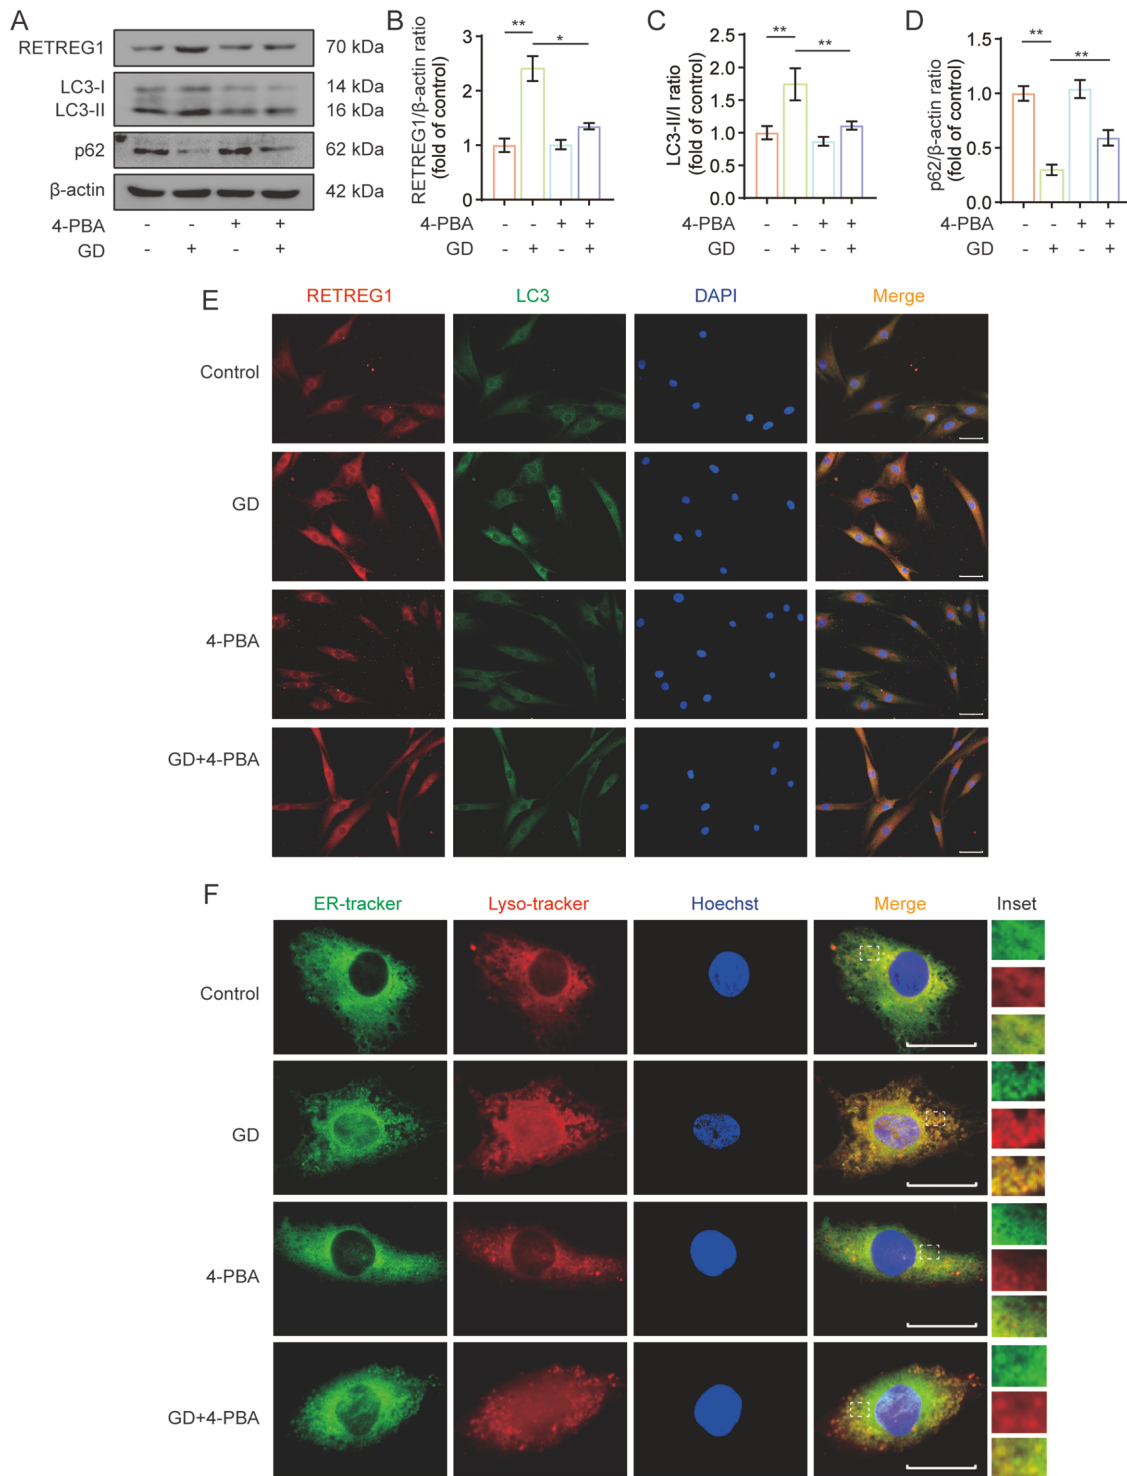 A
RETREG1 70 kDa
LC3-I 14 kDa
LC3-II 16 kDa
p62 62 kDa
β-actin 42 kDa
4-PBA - - + +
GD - + - +
B
RETREG1/β-actin ratio
(fold of control)
3
2
1
0
** *
4-PBA - - + +
GD - + - +
C
LC3-II/I ratio
(fold of control)
2.5
2.0
1.5
1.0
0.5
0.0
** **
4-PBA - - + +
GD - + - +
D
p62/β-actin ratio
(fold of control)
1.5
1.0
0.5
0.0
** **
4-PBA - - + +
GD - + - +
E
RETREG1 LC3 DAPI Merge
Control
GD
4-PBA
GD+4-PBA
F
ER-tracker Lyso-tracker Hoechst Merge Inset
Control
GD
4-PBA
GD+4-PBA